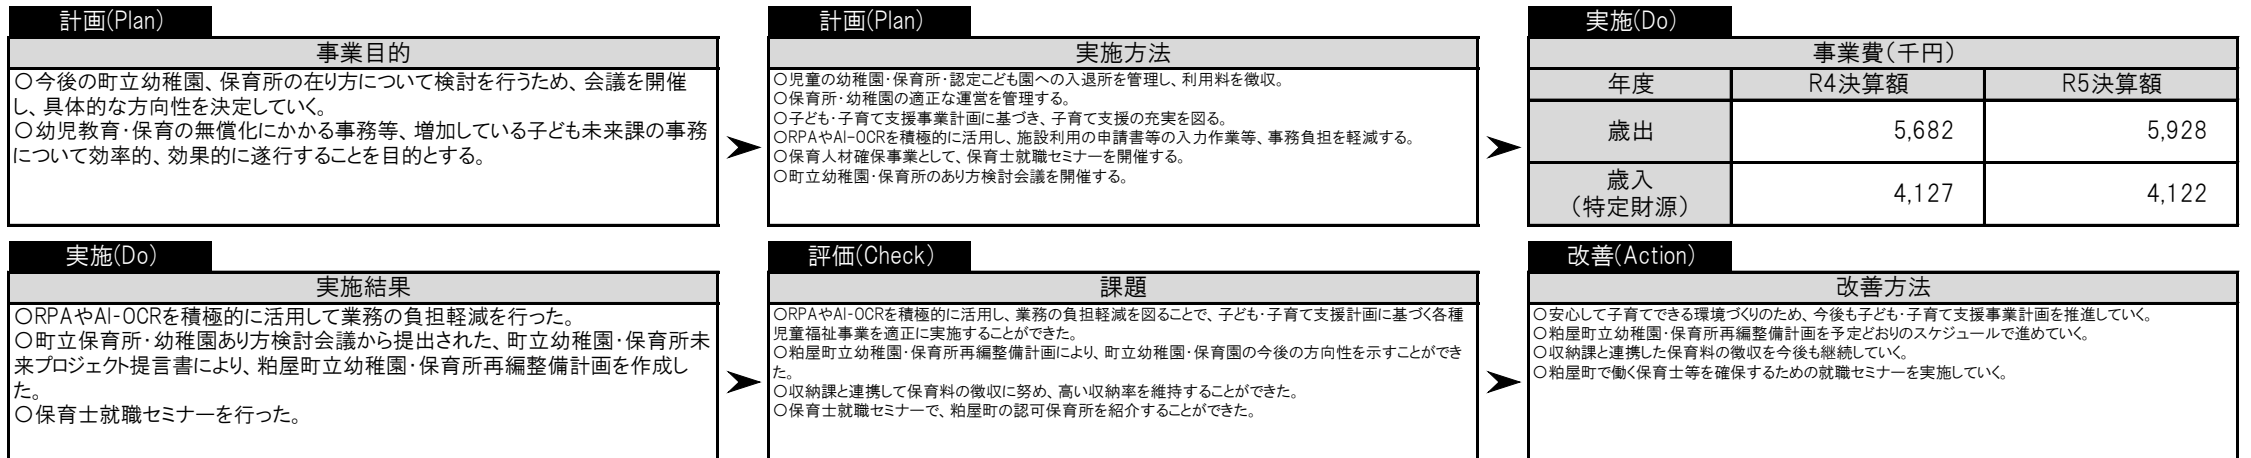 計画(Plan)
事業目的
○今後の町立幼稚園、保育所の在り方について検討を行うため、会議を開催
し、具体的な方向性を決定していく。
○幼児教育・保育の無償化にかかる事務等、増加している子ども未来課の事務
について効率的、効果的に遂行することを目的とする。
計画(Plan)
実施方法
○児童の幼稚園・保育所・認定こども園への入退所を管理し、利用料を徴収。
○保育所・幼稚園の適正な運営を管理する。
○子ども・子育て支援事業計画に基づき、子育て支援の充実を図る。
○RPAやAI-OCRを積極的に活用し、施設利用の申請書等の入力作業等、事務負担を軽減する。
○保育人材確保事業として、保育士就職セミナーを開催する。
○町立幼稚園・保育所のあり方検討会議を開催する。
実施(Do)
事業費(千円)
年度 R4決算額 R5決算額
歳出 5,682 5,928
歳入
(特定財源) 4,127 4,122
実施(Do)
実施結果
○RPAやAI-OCRを積極的に活用して業務の負担軽減を行った。
○町立保育所・幼稚園あり方検討会議から提出された、町立幼稚園・保育所未
来プロジェクト提言書により、粕屋町立幼稚園・保育所再編整備計画を作成し
た。
○保育士就職セミナーを行った。
評価(Check)
課題
○RPAやAI-OCRを積極的に活用し、業務の負担軽減を図ることで、子ども・子育て支援計画に基づく各種
児童福祉事業を適正に実施することができた。
○粕屋町立幼稚園・保育所再編整備計画により、町立幼稚園・保育園の今後の方向性を示すことができ
た。
○収納課と連携して保育料の徴収に努め、高い収納率を維持することができた。
○保育士就職セミナーで、粕屋町の認可保育所を紹介することができた。
改善(Action)
改善方法
○安心して子育てできる環境づくりのため、今後も子ども・子育て支援事業計画を推進していく。
○粕屋町立幼稚園・保育所再編整備計画を予定どおりのスケジュールで進めていく。
○収納課と連携した保育料の徴収を今後も継続していく。
○粕屋町で働く保育士等を確保するための就職セミナーを実施していく。